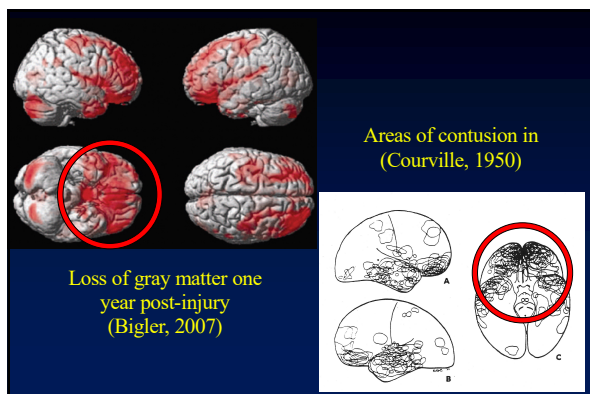 Areas of contusion in
(Courville, 1950)
Loss of gray matter one
year post-injury
(Bigler, 2007)
A
B
C